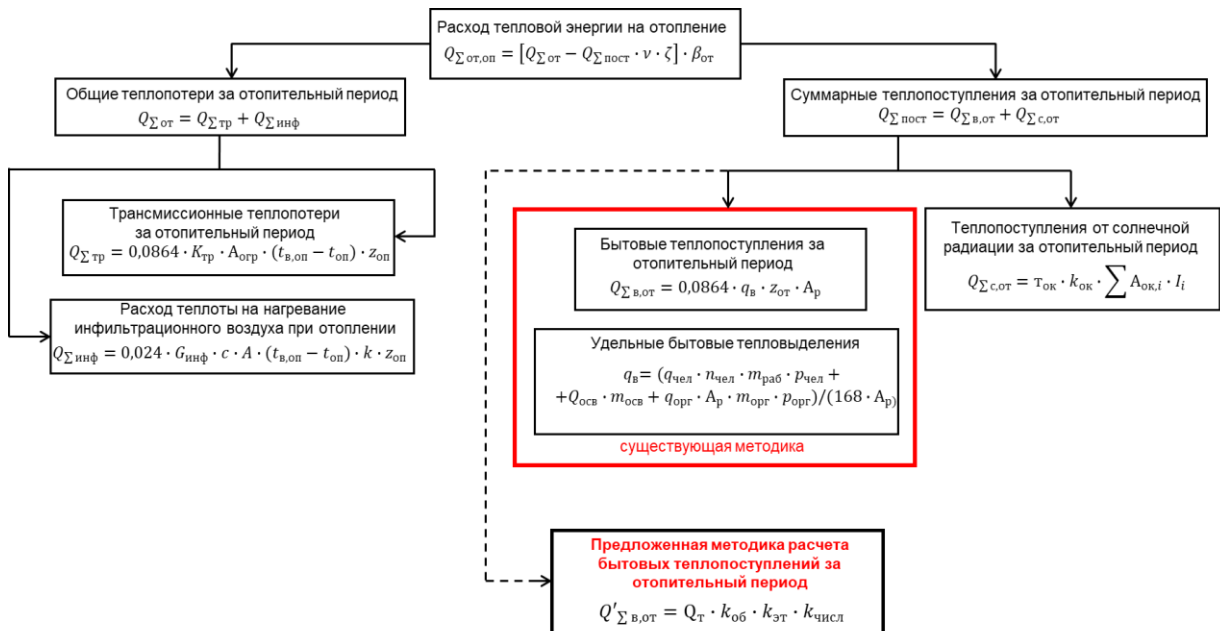 Расход тепловой энергии на отопление
Q∑ от,оп = [Q∑ от − Q∑ пост · ν · ζ] · βот
Общие теплопотери за отопительный период
Q∑ от = Q∑ тр + Q∑ инф
Суммарные теплопоступления за отопительный период
Q∑ пост = Q∑ в,от + Q∑ с,от
Трансмиссионные теплопотери
за отопительный период
Q∑ тр = 0,0864 · Kтр · Aогр · (tв,оп − tоп) · zоп
Расход теплоты на нагревание
инфильтрационного воздуха при отоплении
Q∑ инф = 0,024 · Gинф · c · A · (tв,оп − tоп) · k · zоп
Бытовые теплопоступления за
отопительный период
Q∑ в,от = 0,0864 · qв · zот · Aр
Удельные бытовые тепловыделения
qв= (qчел · nчел · mраб · pчел +
+Qосв · mосв + qорг · Aр · mорг · pорг)/(168 · Aр)
существующая методика
Теплопоступления от солнечной
радиации за отопительный период
Q∑ с,от = τок · kок · ∑ Aок,i · Ii
Предложенная методика расчета
бытовых теплопоступлений за
отопительный период
Q′∑ в,от = Qт · kоб · kэт · kчисл